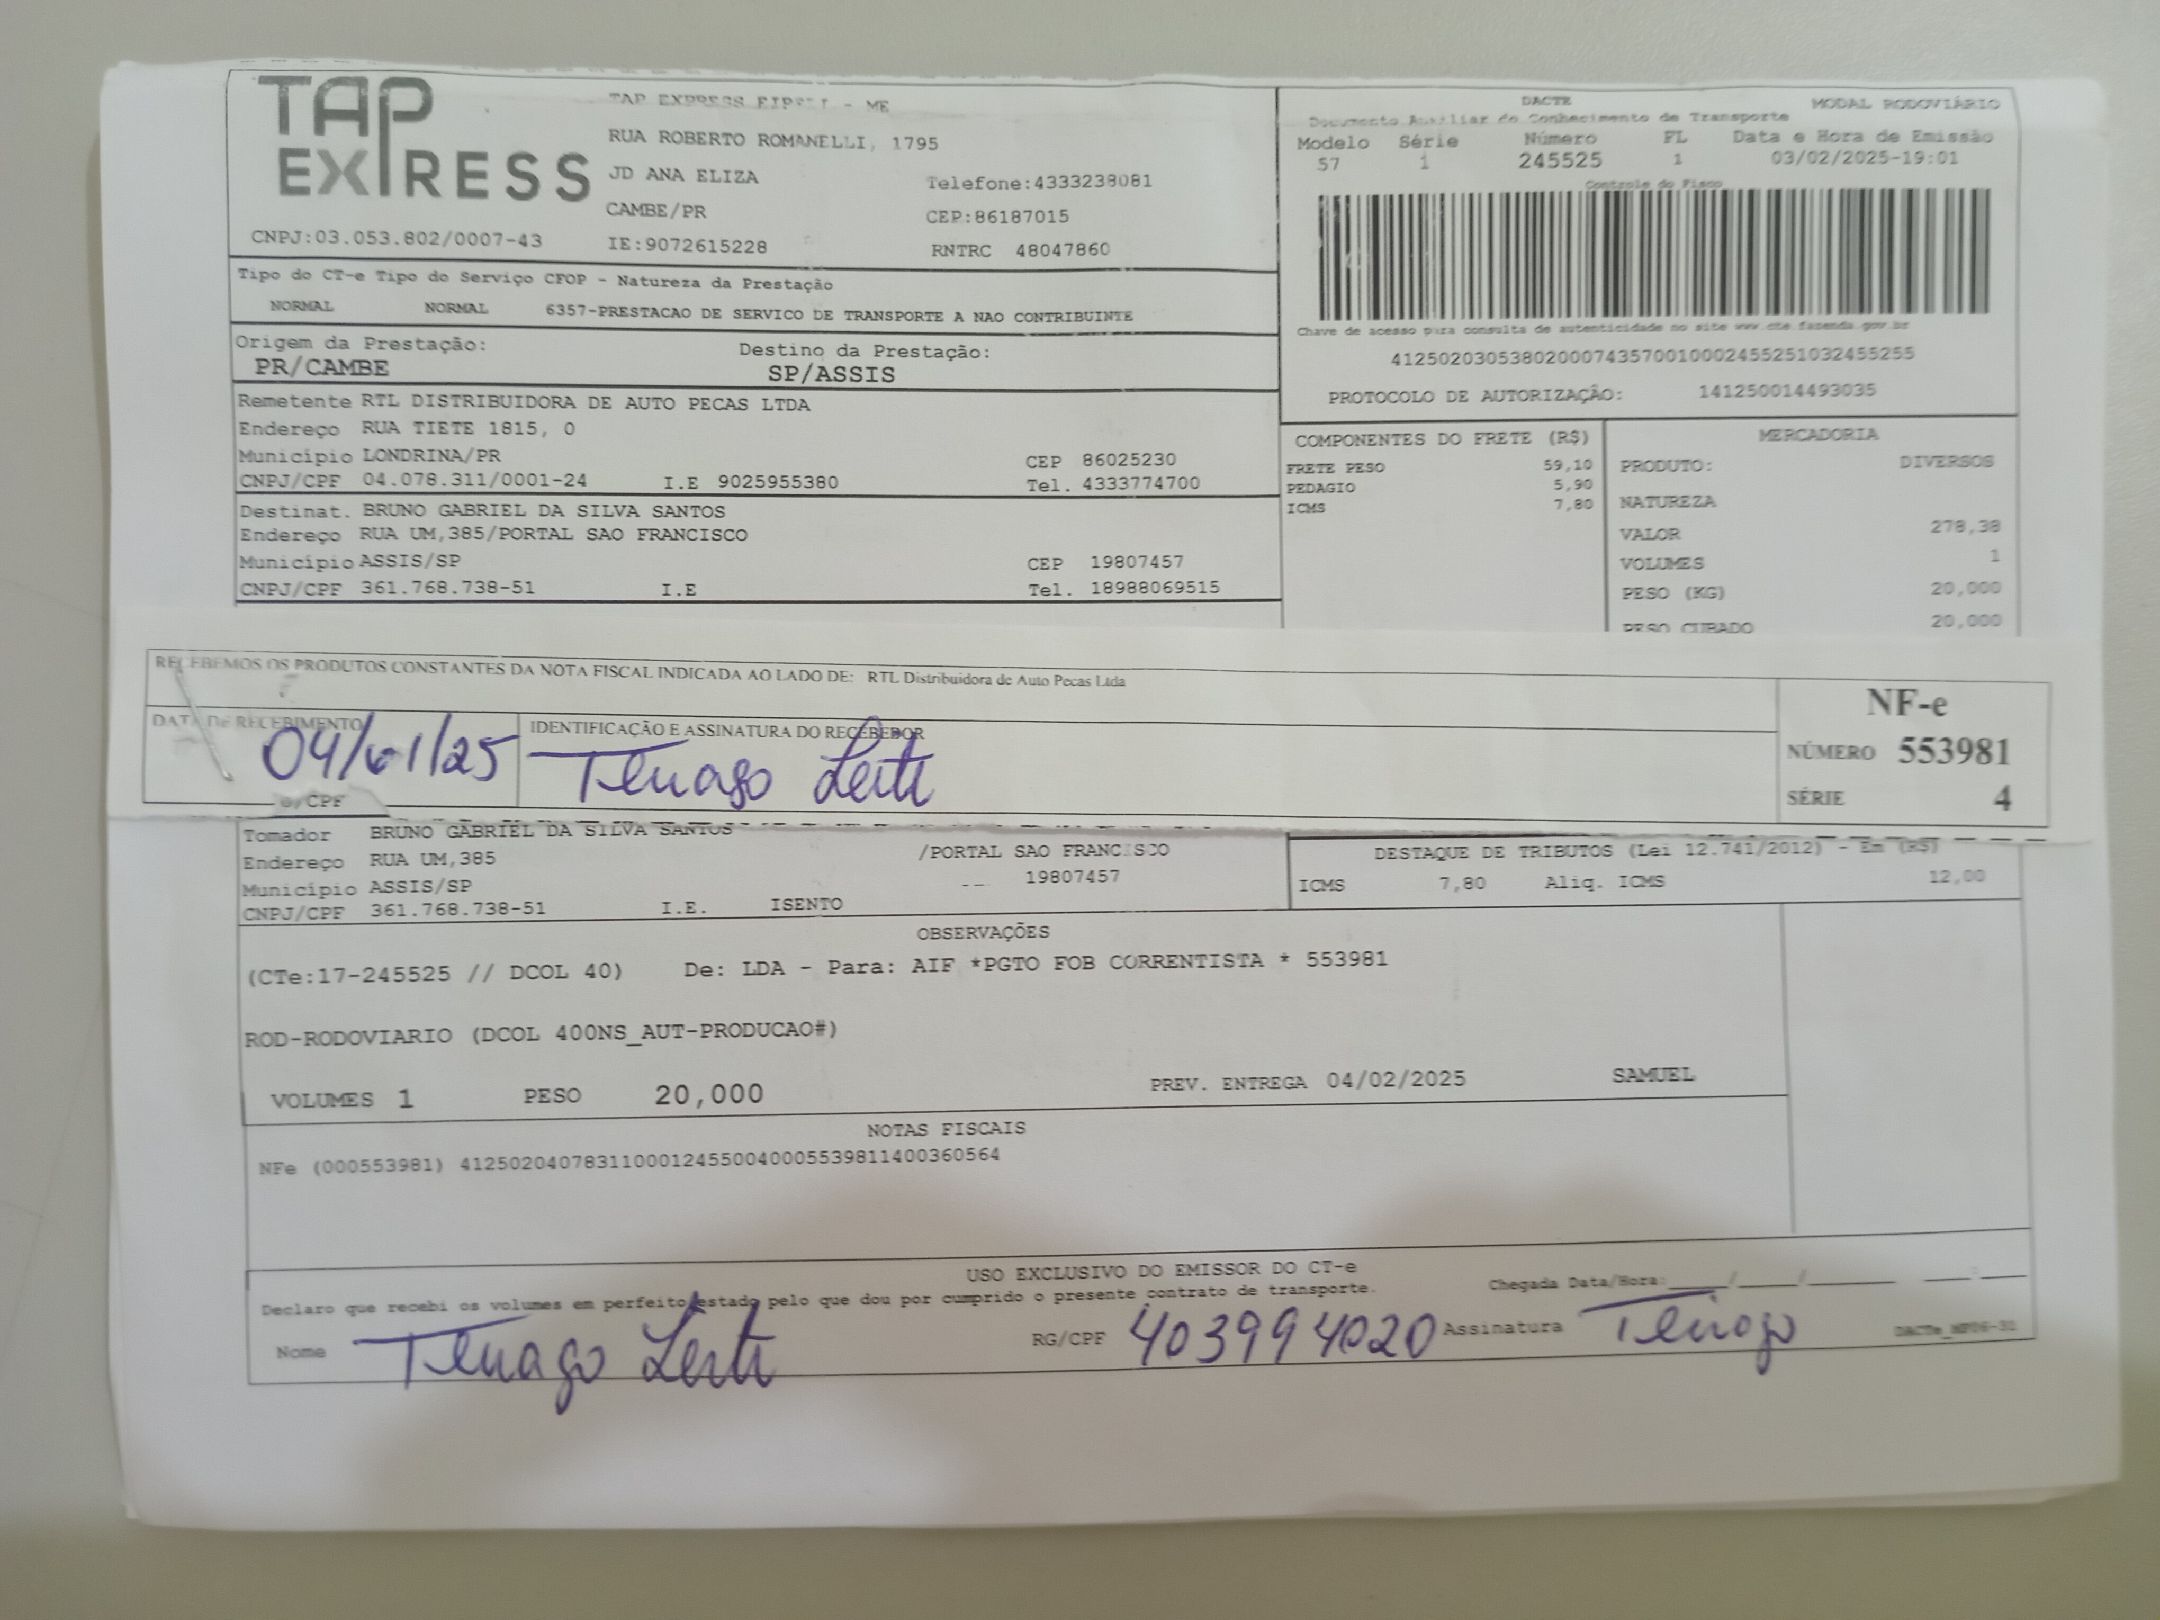 TAP EXPRESS
TAP EXPRESS EIRELI - ME
RUA ROBERTO ROMANELLI, 1795
JD ANA ELIZA Telefone:4333238081
CAMBE/PR CEP:86187015
CNPJ:03.053.802/0007-43 IE:9072615228 RNTRC 48047860
DACTE MODAL RODOVIÁRIO
Documento Auxiliar do Conhecimento de Transporte
Modelo Série Número FL Data e Hora de Emissão
57 1 245525 1 03/02/2025-19:01
Controle do Fisco
Chave de acesso para consulta de autenticidade no site www.cte.fazenda.gov.br
41250203053802000743570010002455251032455255
PROTOCOLO DE AUTORIZAÇÃO: 141250014493035
Tipo do CT-e Tipo do Serviço CFOP - Natureza da Prestação
NORMAL NORMAL 6357-PRESTACAO DE SERVICO DE TRANSPORTE A NAO CONTRIBUINTE
Origem da Prestação: Destino da Prestação:
PR/CAMBE SP/ASSIS
Remetente RTL DISTRIBUIDORA DE AUTO PECAS LTDA
Endereço RUA TIETE 1815, 0
Município LONDRINA/PR CEP 86025230
CNPJ/CPF 04.078.311/0001-24 I.E 9025955380 Tel. 4333774700
Destinat. BRUNO GABRIEL DA SILVA SANTOS
Endereço RUA UM,385/PORTAL SAO FRANCISCO
Município ASSIS/SP CEP 19807457
CNPJ/CPF 361.768.738-51 I.E Tel. 18988069515
COMPONENTES DO FRETE (R$)
FRETE PESO 59,10
PEDAGIO 5,90
ICMS 7,80
MERCADORIA
PRODUTO: DIVERSOS
NATUREZA
VALOR 278,38
VOLUMES 1
PESO (KG) 20,000
PESO CUBADO 20,000
RECEBEMOS OS PRODUTOS CONSTANTES DA NOTA FISCAL INDICADA AO LADO DE: RTL Distribuidora de Auto Pecas Ltda
DATA DE RECEBIMENTO IDENTIFICAÇÃO E ASSINATURA DO RECEBEDOR
Leite
NF-e
NÚMERO 553981
SÉRIE 4
/CPF
Tomador BRUNO GABRIEL DA SILVA SANTOS
Endereço RUA UM,385 /PORTAL SAO FRANCISCO
Município ASSIS/SP 19807457
CNPJ/CPF 361.768.738-51 I.E. ISENTO
DESTAQUE DE TRIBUTOS (Lei 12.741/2012) - Em (R$)
ICMS 7,80 Aliq. ICMS 12,00
OBSERVAÇÕES
(CTe:17-245525 // DCOL 40) De: LDA - Para: AIF *PGTO FOB CORRENTISTA * 553981
ROD-RODOVIARIO (DCOL 400NS_AUT-PRODUCAO#)
VOLUMES 1 PESO 20,000 PREV. ENTREGA 04/02/2025 SAMUEL
NOTAS FISCAIS
NFe (000553981) 41250204078311000124550040005539811400360564
USO EXCLUSIVO DO EMISSOR DO CT-e
Declaro que recebi os volumes em perfeito estado pelo que dou por cumprido o presente contrato de transporte. Chegada Data/Hora: ____/____/______ ___:___
Nome Leite RG/CPF 403994020 Assinatura